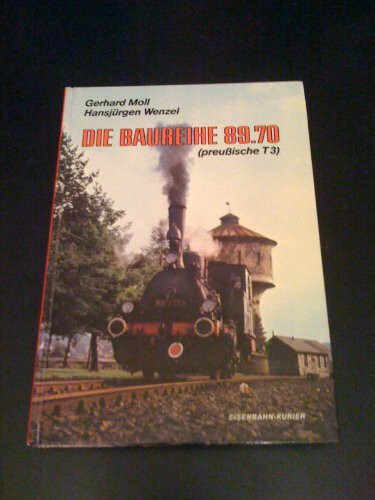 Gerhard Moll
Hansjürgen Wenzel
DIE BAUREIHE 89.70
(preußische T3)
EISENBAHN-KURIER